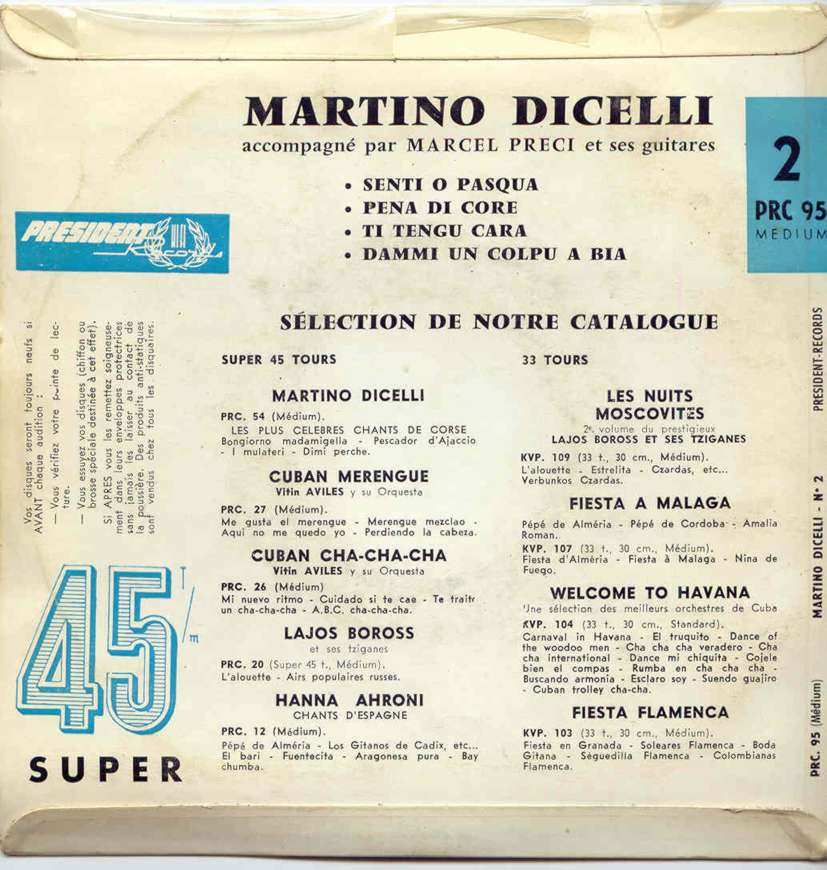 MARTINO DICELLI
accompagné par MARCEL PRECI et ses guitares
• SENTI O PASQUA
• PENA DI CORE
• TI TENGU CARA
• DAMMI UN COLPU A BIA
2
PRC 95
MEDIUM
PRESIDENT
Records
SÉLECTION DE NOTRE CATALOGUE
SUPER 45 TOURS
MARTINO DICELLI
PRC. 54 (Médium).
LES PLUS CELEBRES CHANTS DE CORSE
Bongiorno madamigella - Pescador d'Ajaccio
- I mulateri - Dimi perche.
CUBAN MERENGUE
Vitin AVILES y su Orquesta
PRC. 27 (Médium).
Me gusta el merengue - Merengue mezclao -
Aqui no me quedo yo - Perdiendo la cabeza.
CUBAN CHA-CHA-CHA
Vitin AVILES y su Orquesta
PRC. 26 (Médium)
Mi nuevo ritmo - Cuidado si te cae - Te traitr
un cha-cha-cha - A.B.C. cha-cha-cha.
LAJOS BOROSS
et ses tziganes
PRC. 20 (Super 45 t., Médium).
L'alouette - Airs populaires russes.
HANNA AHRONI
CHANTS D'ESPAGNE
PRC. 12 (Médium).
Pépé de Alméria - Los Gitanos de Cadix, etc...
El bari - Fuentecita - Aragonesa pura - Bay
chumba.
33 TOURS
LES NUITS
MOSCOVITES
2e volume du prestigieux
LAJOS BOROSS ET SES TZIGANES
KVP. 109 (33 t., 30 cm., Médium).
L'alouette - Estrelita - Czardas, etc...
Verbunkos Czardas.
FIESTA A MALAGA
Pépé de Alméria - Pépé de Cordoba - Amalia
Roman.
KVP. 107 (33 t., 30 cm., Médium).
Fiesta d'Alméria - Fiesta à Malaga - Nina de
Fuego.
WELCOME TO HAVANA
Une sélection des meilleurs orchestres de Cuba
KVP. 104 (33 t., 30 cm., Standard).
Carnaval in Havana - El truquito - Dance of
the woodoo men - Cha cha cha veradero - Cha
cha international - Dance mi chiquita - Cojele
bien el compas - Rumba en cha cha cha -
Buscando armonia - Esclaro soy - Suendo guajiro
- Cuban trolley cha-cha.
FIESTA FLAMENCA
KVP. 103 (33 t., 30 cm., Médium).
Fiesta en Granada - Soleares Flamenca - Boda
Gitana - Séguedilla Flamenca - Colombianas
Flamenca.
Vos disques seront toujours neufs si
AVANT chaque audition :
— Vous vérifiez votre pointe de lec-
ture.
— Vous essuyez vos disques (chiffon ou
brosse spéciale destinée à cet effet).
Si APRES vous les remettez soigneuse-
ment dans leurs enveloppes protectrices
sans jamais les laisser au contact de
la poussière. Des produits anti-statiques
sont vendus chez tous les disquaires.
45 T/m
SUPER
PRC. 95 (Médium) MARTINO DICELLI - N° 2 PRESIDENT-RECORDS